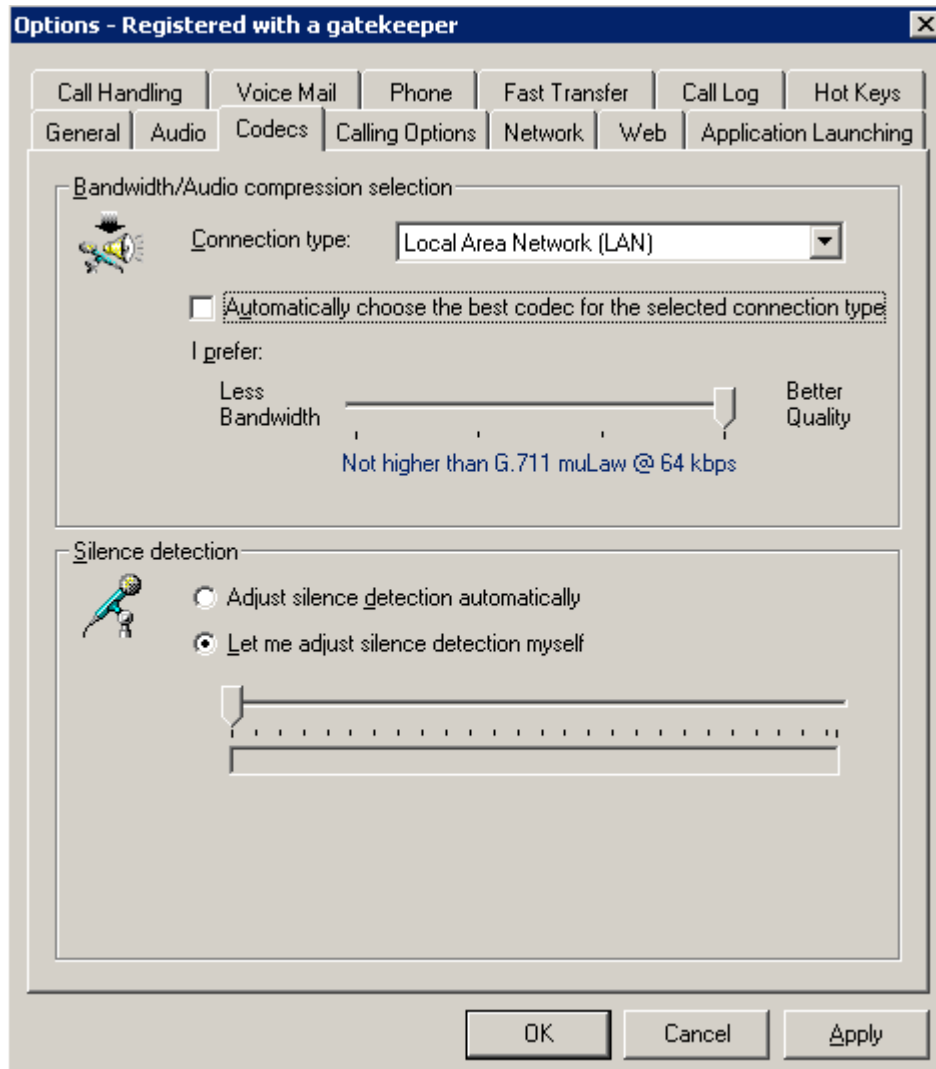 Options - Registered with a gatekeeper
Call Handling Voice Mail Phone Fast Transfer Call Log Hot Keys
General Audio Codecs Calling Options Network Web Application Launching
Bandwidth/Audio compression selection
Connection type: Local Area Network (LAN)
Automatically choose the best codec for the selected connection type
I prefer:
Less Better
Bandwidth Quality
Not higher than G.711 muLaw @ 64 kbps
Silence detection
Adjust silence detection automatically
Let me adjust silence detection myself
OK Cancel Apply